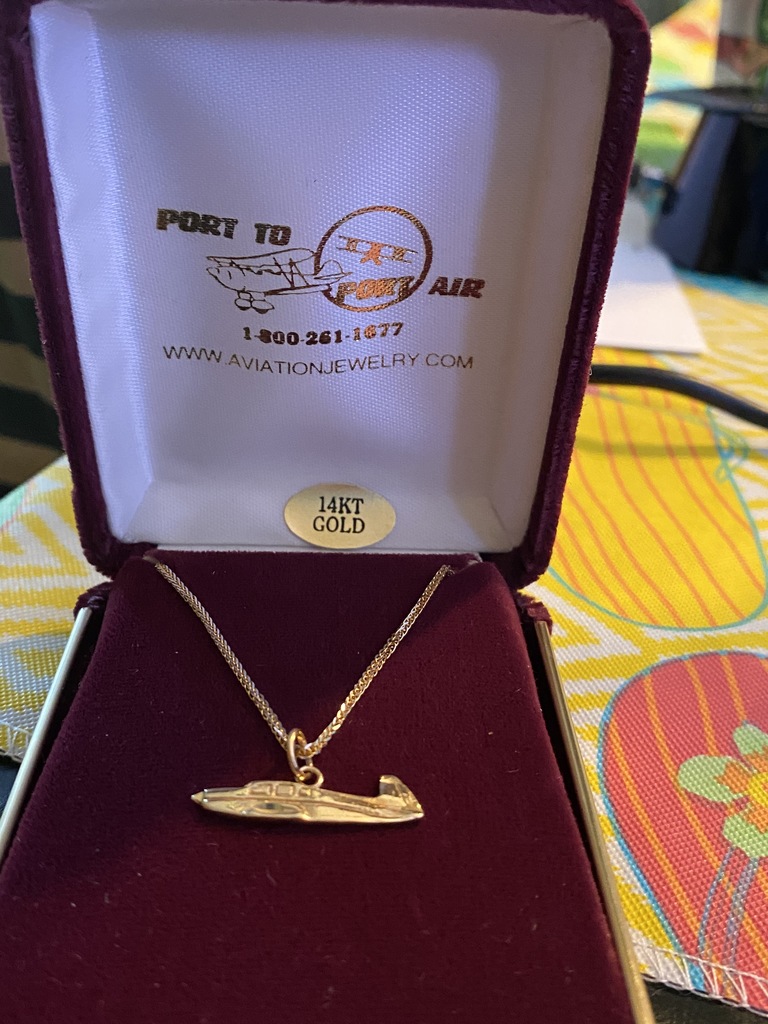 PORT TO
PORT AIR
1-800-261-1677
WWW.AVIATIONJEWELRY.COM
14KT
GOLD